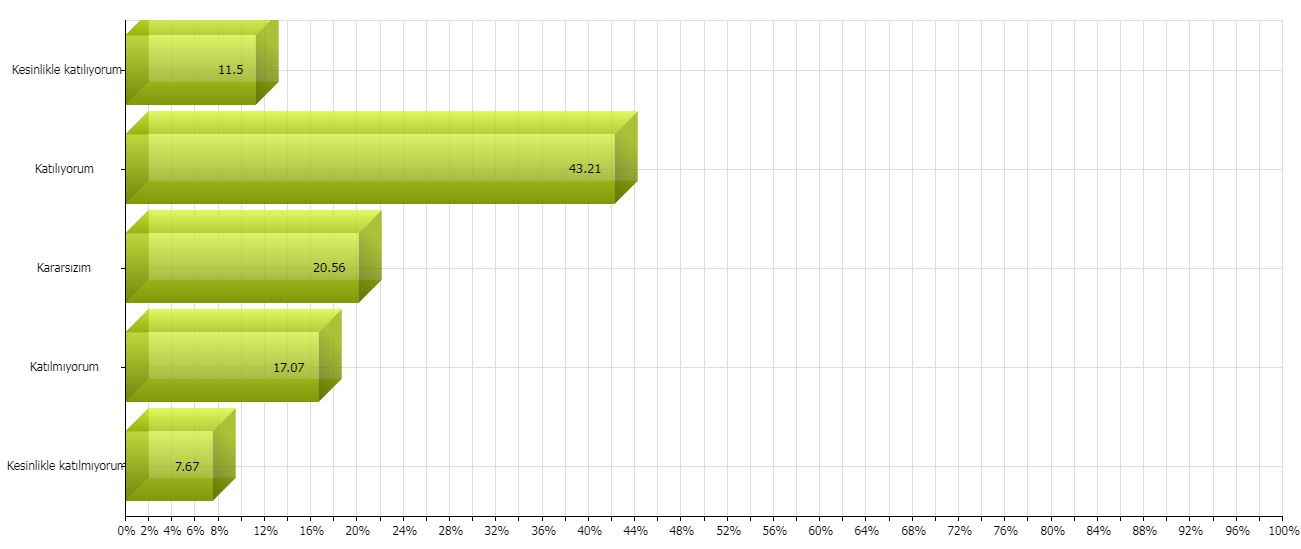 Kesinlikle katılıyorum
11.5
Katılıyorum
43.21
Kararsızım
20.56
Katılmıyorum
17.07
Kesinlikle katılmıyorum
7.67
0% 2% 4% 6% 8% 12% 16% 20% 24% 28% 32% 36% 40% 44% 48% 52% 56% 60% 64% 68% 72% 76% 80% 84% 88% 92% 96% 100%